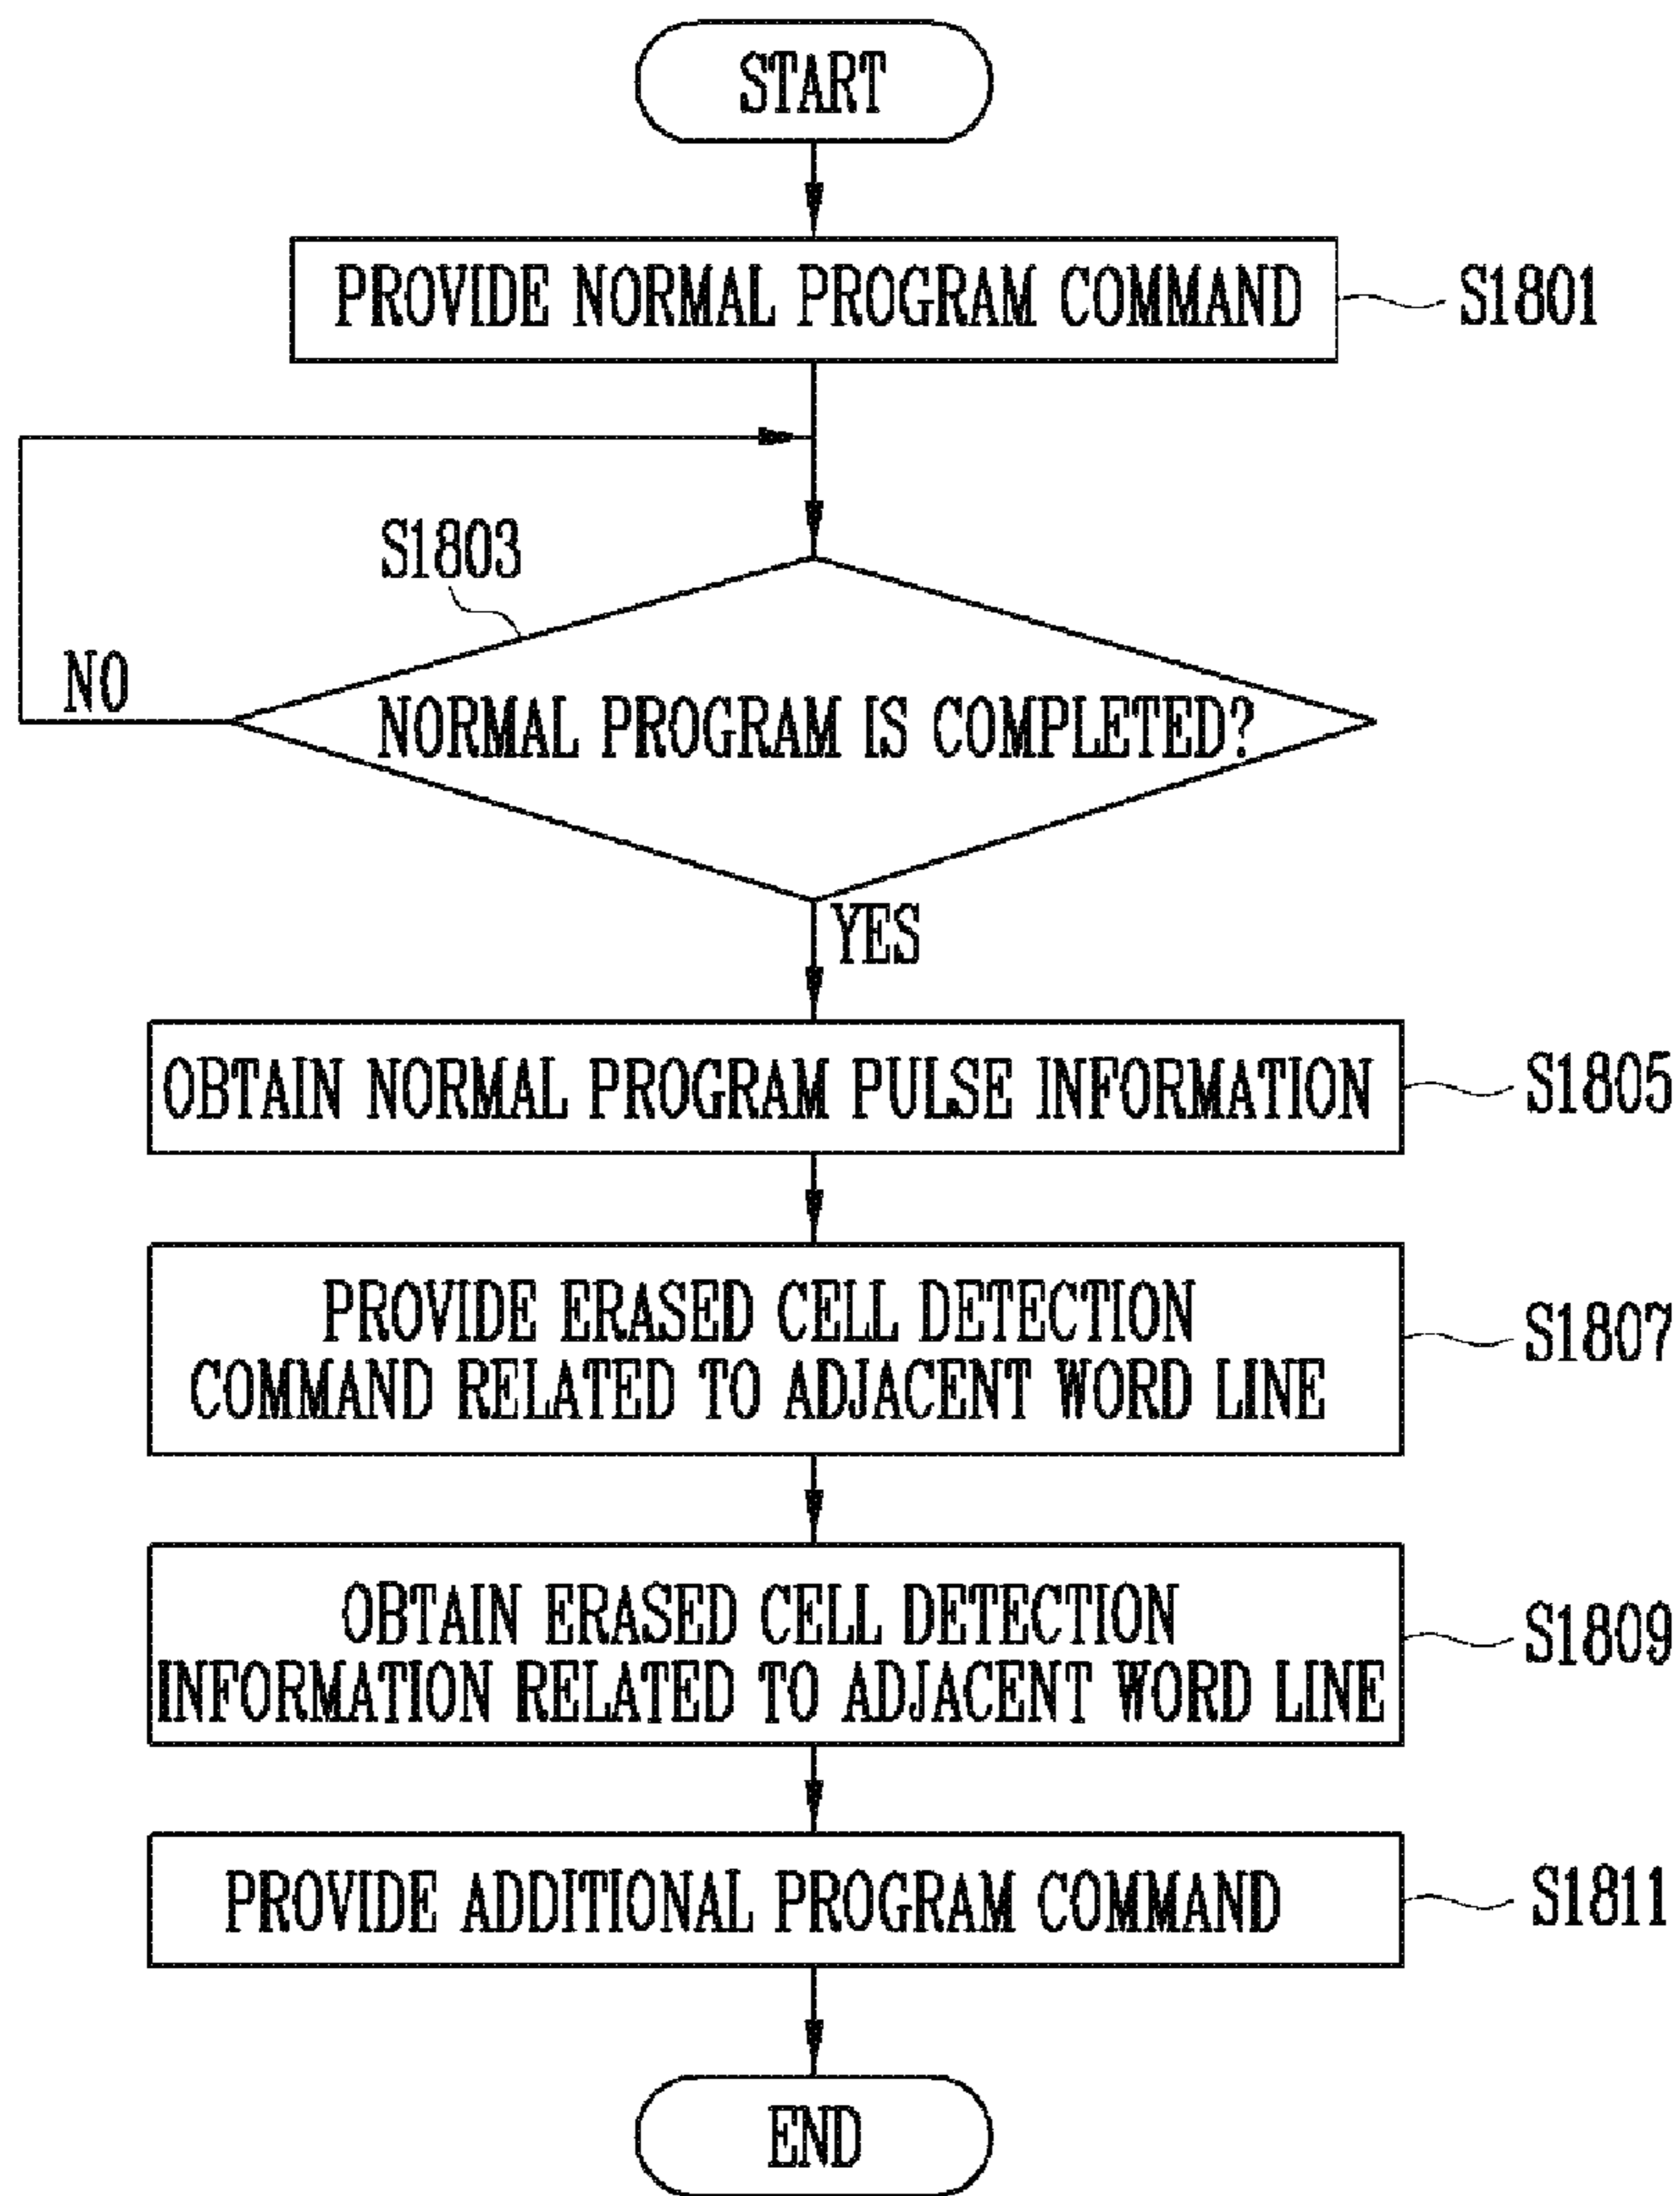 START
PROVIDE NORMAL PROGRAM COMMAND
S1801
S1803
NO
NORMAL PROGRAM IS COMPLETED?
YES
OBTAIN NORMAL PROGRAM PULSE INFORMATION
S1805
PROVIDE ERASED CELL DETECTION
COMMAND RELATED TO ADJACENT WORD LINE
S1807
OBTAIN ERASED CELL DETECTION
INFORMATION RELATED TO ADJACENT WORD LINE
S1809
PROVIDE ADDITIONAL PROGRAM COMMAND
S1811
END